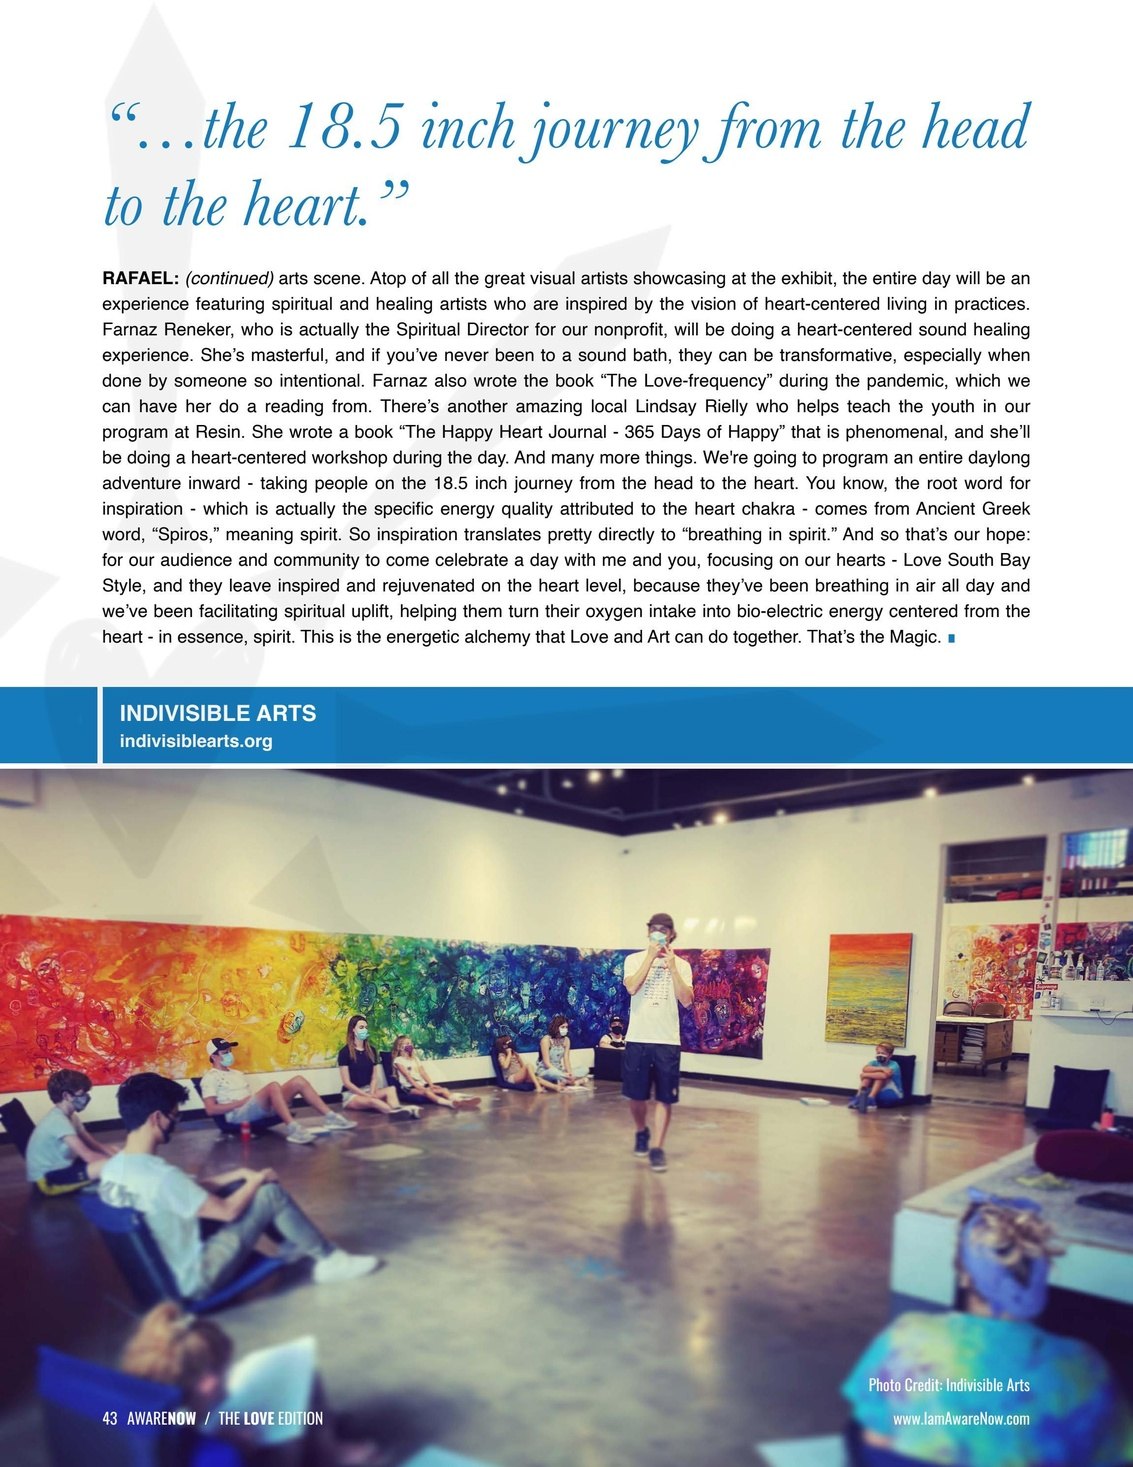 “…the 18.5 inch journey from the head
to the heart.”
RAFAEL: (continued) arts scene. Atop of all the great visual artists showcasing at the exhibit, the entire day will be an
experience featuring spiritual and healing artists who are inspired by the vision of heart-centered living in practices.
Farnaz Reneker, who is actually the Spiritual Director for our nonprofit, will be doing a heart-centered sound healing
experience. She’s masterful, and if you’ve never been to a sound bath, they can be transformative, especially when
done by someone so intentional. Farnaz also wrote the book “The Love-frequency” during the pandemic, which we
can have her do a reading from. There’s another amazing local Lindsay Rielly who helps teach the youth in our
program at Resin. She wrote a book “The Happy Heart Journal - 365 Days of Happy” that is phenomenal, and she’ll
be doing a heart-centered workshop during the day. And many more things. We're going to program an entire daylong
adventure inward - taking people on the 18.5 inch journey from the head to the heart. You know, the root word for
inspiration - which is actually the specific energy quality attributed to the heart chakra - comes from Ancient Greek
word, “Spiros,” meaning spirit. So inspiration translates pretty directly to “breathing in spirit.” And so that’s our hope:
for our audience and community to come celebrate a day with me and you, focusing on our hearts - Love South Bay
Style, and they leave inspired and rejuvenated on the heart level, because they’ve been breathing in air all day and
we’ve been facilitating spiritual uplift, helping them turn their oxygen intake into bio-electric energy centered from the
heart - in essence, spirit. This is the energetic alchemy that Love and Art can do together. That’s the Magic.
INDIVISIBLE ARTS
indivisiblearts.org
Photo Credit: Indivisible Arts
43 AWARENOW / THE LOVE EDITION
www.IamAwareNow.com